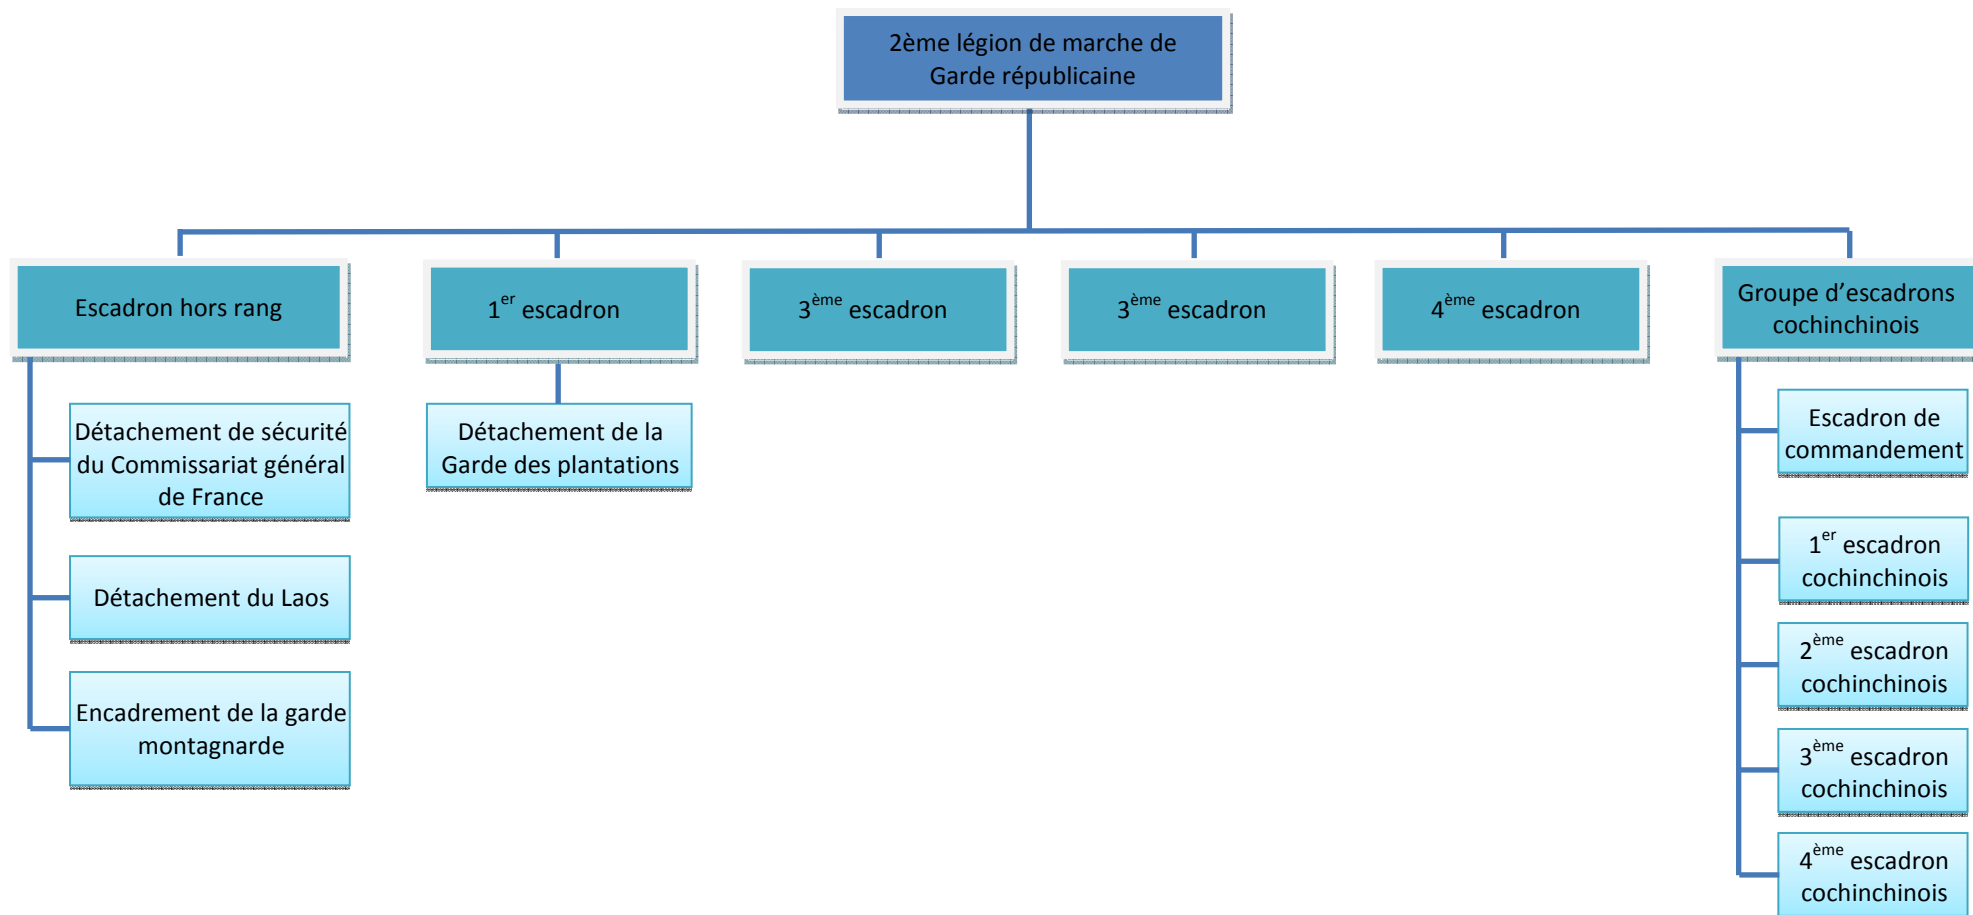 2ème légion de marche de
Garde républicaine
Escadron hors rang
1er escadron
3ème escadron
3ème escadron
4ème escadron
Groupe d’escadrons
cochinchinois
Détachement de sécurité
du Commissariat général
de France
Détachement du Laos
Encadrement de la garde
montagnarde
Détachement de la
Garde des plantations
Escadron de
commandement
1er escadron
cochinchinois
2ème escadron
cochinchinois
3ème escadron
cochinchinois
4ème escadron
cochinchinois